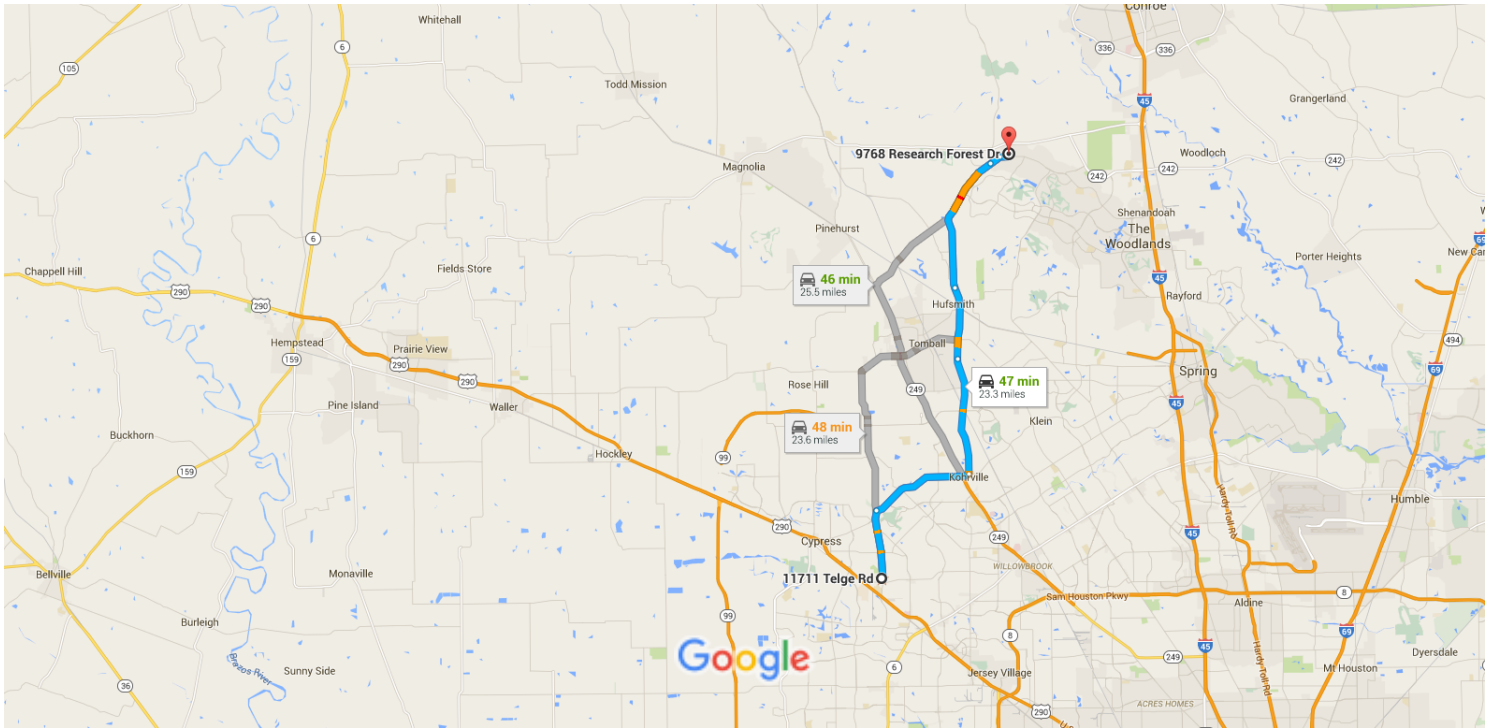 Conroe
Whitehall
6
336
336
105
Todd Mission
45
Grangerland
9768 Research Forest Dr
Woodloch
242
Magnolia
242
242
Shenandoah
The
Woodlands
6
Pinehurst
69
New Can
Porter Heights
Chappell Hill
Fields Store
45
46 min
25.5 miles
290
290
Rayford
Hufsmith
Hempstead
Prairie View
Tomball
494
159
290
69
290
Rose Hill
249
47 min
23.3 miles
Spring
Pine Island
Waller
45
48 min
23.6 miles
Klein
Buckhorn
Hockley
99
159
Kohrville
Humble
Hardy Toll Rd
290
Cypress
249
45
Bellville
Monaville
11711 Telge Rd
WILLOWBROOK
Sam Houston Pkwy
8
Aldine
99
Burleigh
8
69
Google
45
Hardy Toll Rd
Dyersdale
Brazos River
Sunny Side
6
249
Mt Houston
Jersey Village
36
290
ACRES HOMES